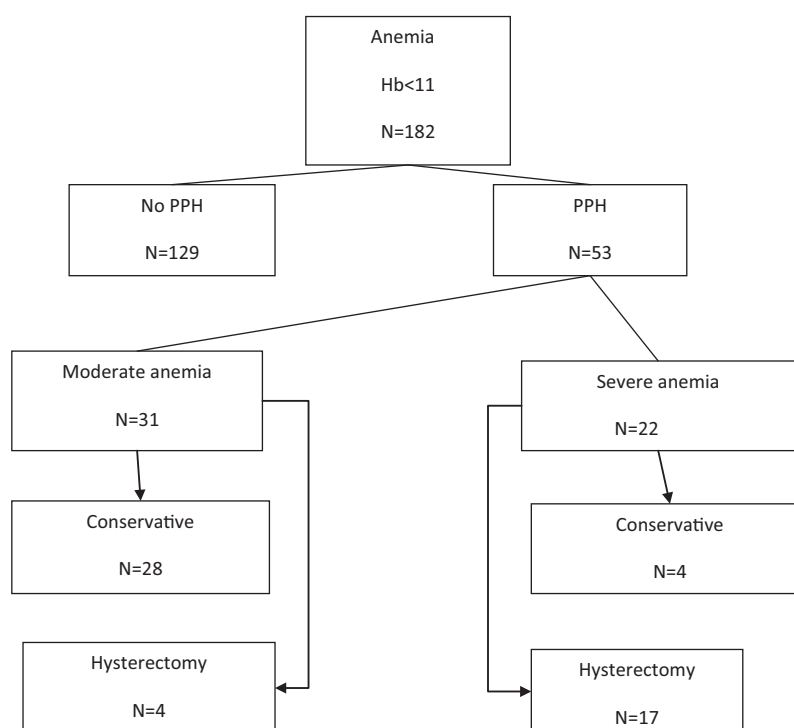 Anemia
Hb<11
N=182
No PPH
N=129
PPH
N=53
Moderate anemia
N=31
Severe anemia
N=22
Conservative
N=28
Conservative
N=4
Hysterectomy
N=4
Hysterectomy
N=17